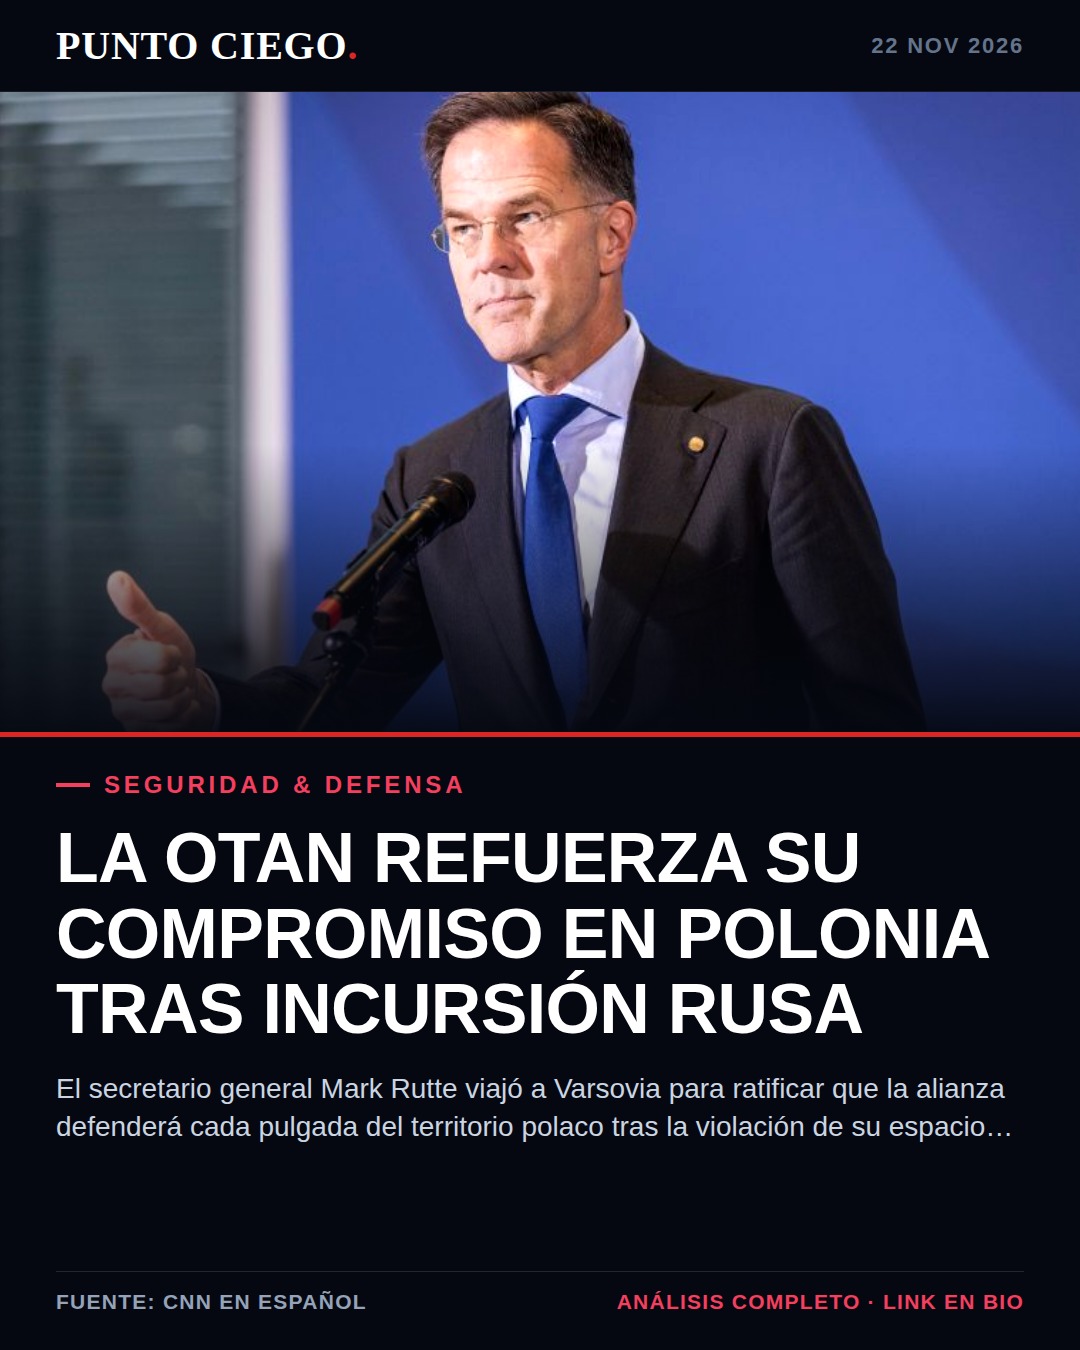 PUNTO CIEGO.
22 NOV 2026
SEGURIDAD & DEFENSA
LA OTAN REFUERZA SU
COMPROMISO EN POLONIA
TRAS INCURSIÓN RUSA
El secretario general Mark Rutte viajó a Varsovia para ratificar que la alianza
defenderá cada pulgada del territorio polaco tras la violación de su espacio…
FUENTE: CNN EN ESPAÑOL
ANÁLISIS COMPLETO · LINK EN BIO